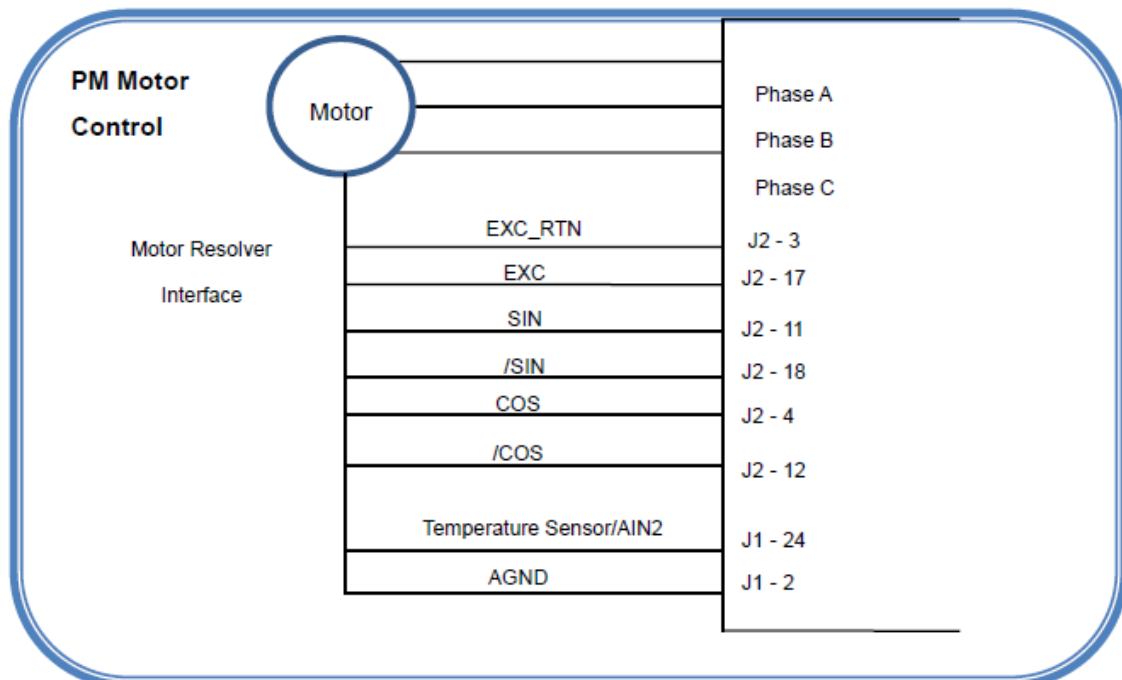 PM Motor
Control
Motor
Phase A
Phase B
Phase C
Motor Resolver
Interface
EXC_RTN
J2 - 3
EXC
J2 - 17
SIN
J2 - 11
/SIN
J2 - 18
COS
J2 - 4
/COS
J2 - 12
Temperature Sensor/AIN2
J1 - 24
AGND
J1 - 2